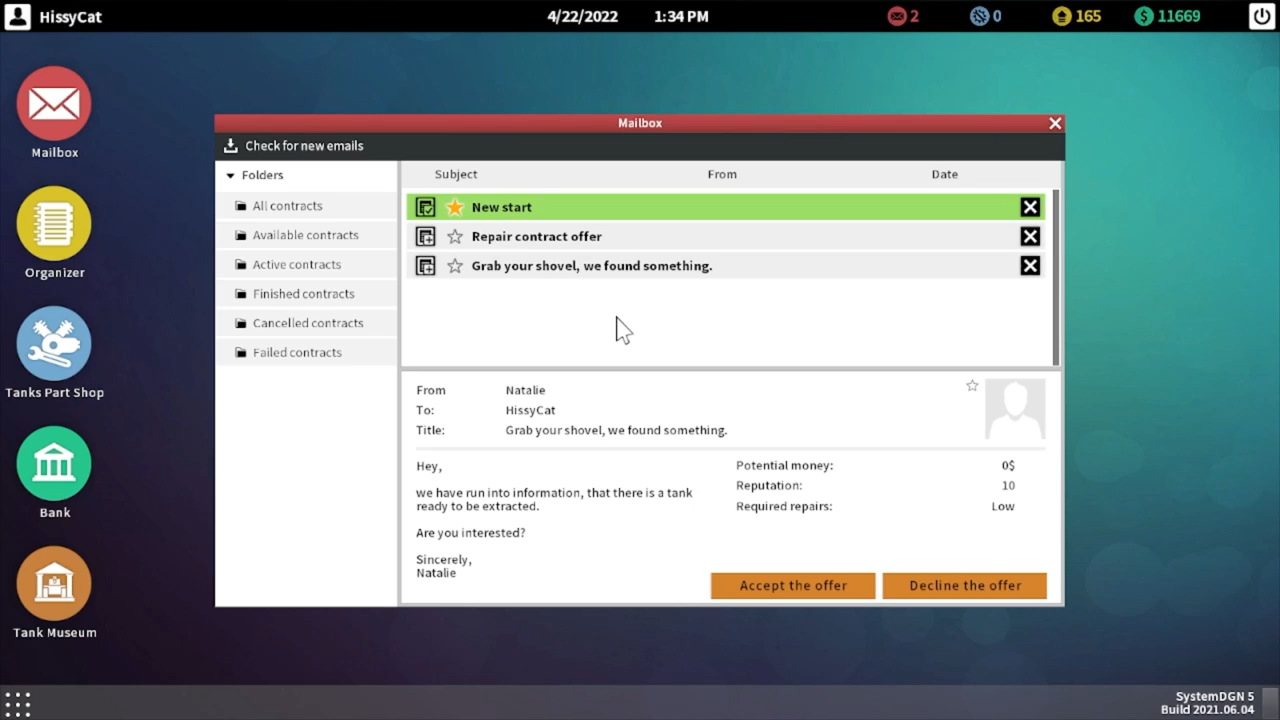 HissyCat
4/22/2022 1:34 PM
2 0 165 $ 11669
Mailbox
Organizer
Tanks Part Shop
Bank
Tank Museum
Mailbox
Check for new emails
Folders
All contracts
Available contracts
Active contracts
Finished contracts
Cancelled contracts
Failed contracts
Subject From Date
New start
Repair contract offer
Grab your shovel, we found something.
From Natalie
To: HissyCat
Title: Grab your shovel, we found something.
Hey,
we have run into information, that there is a tank
ready to be extracted.
Are you interested?
Sincerely,
Natalie
Potential money: 0$
Reputation: 10
Required repairs: Low
Accept the offer Decline the offer
SystemDGN 5
Build 2021.06.04